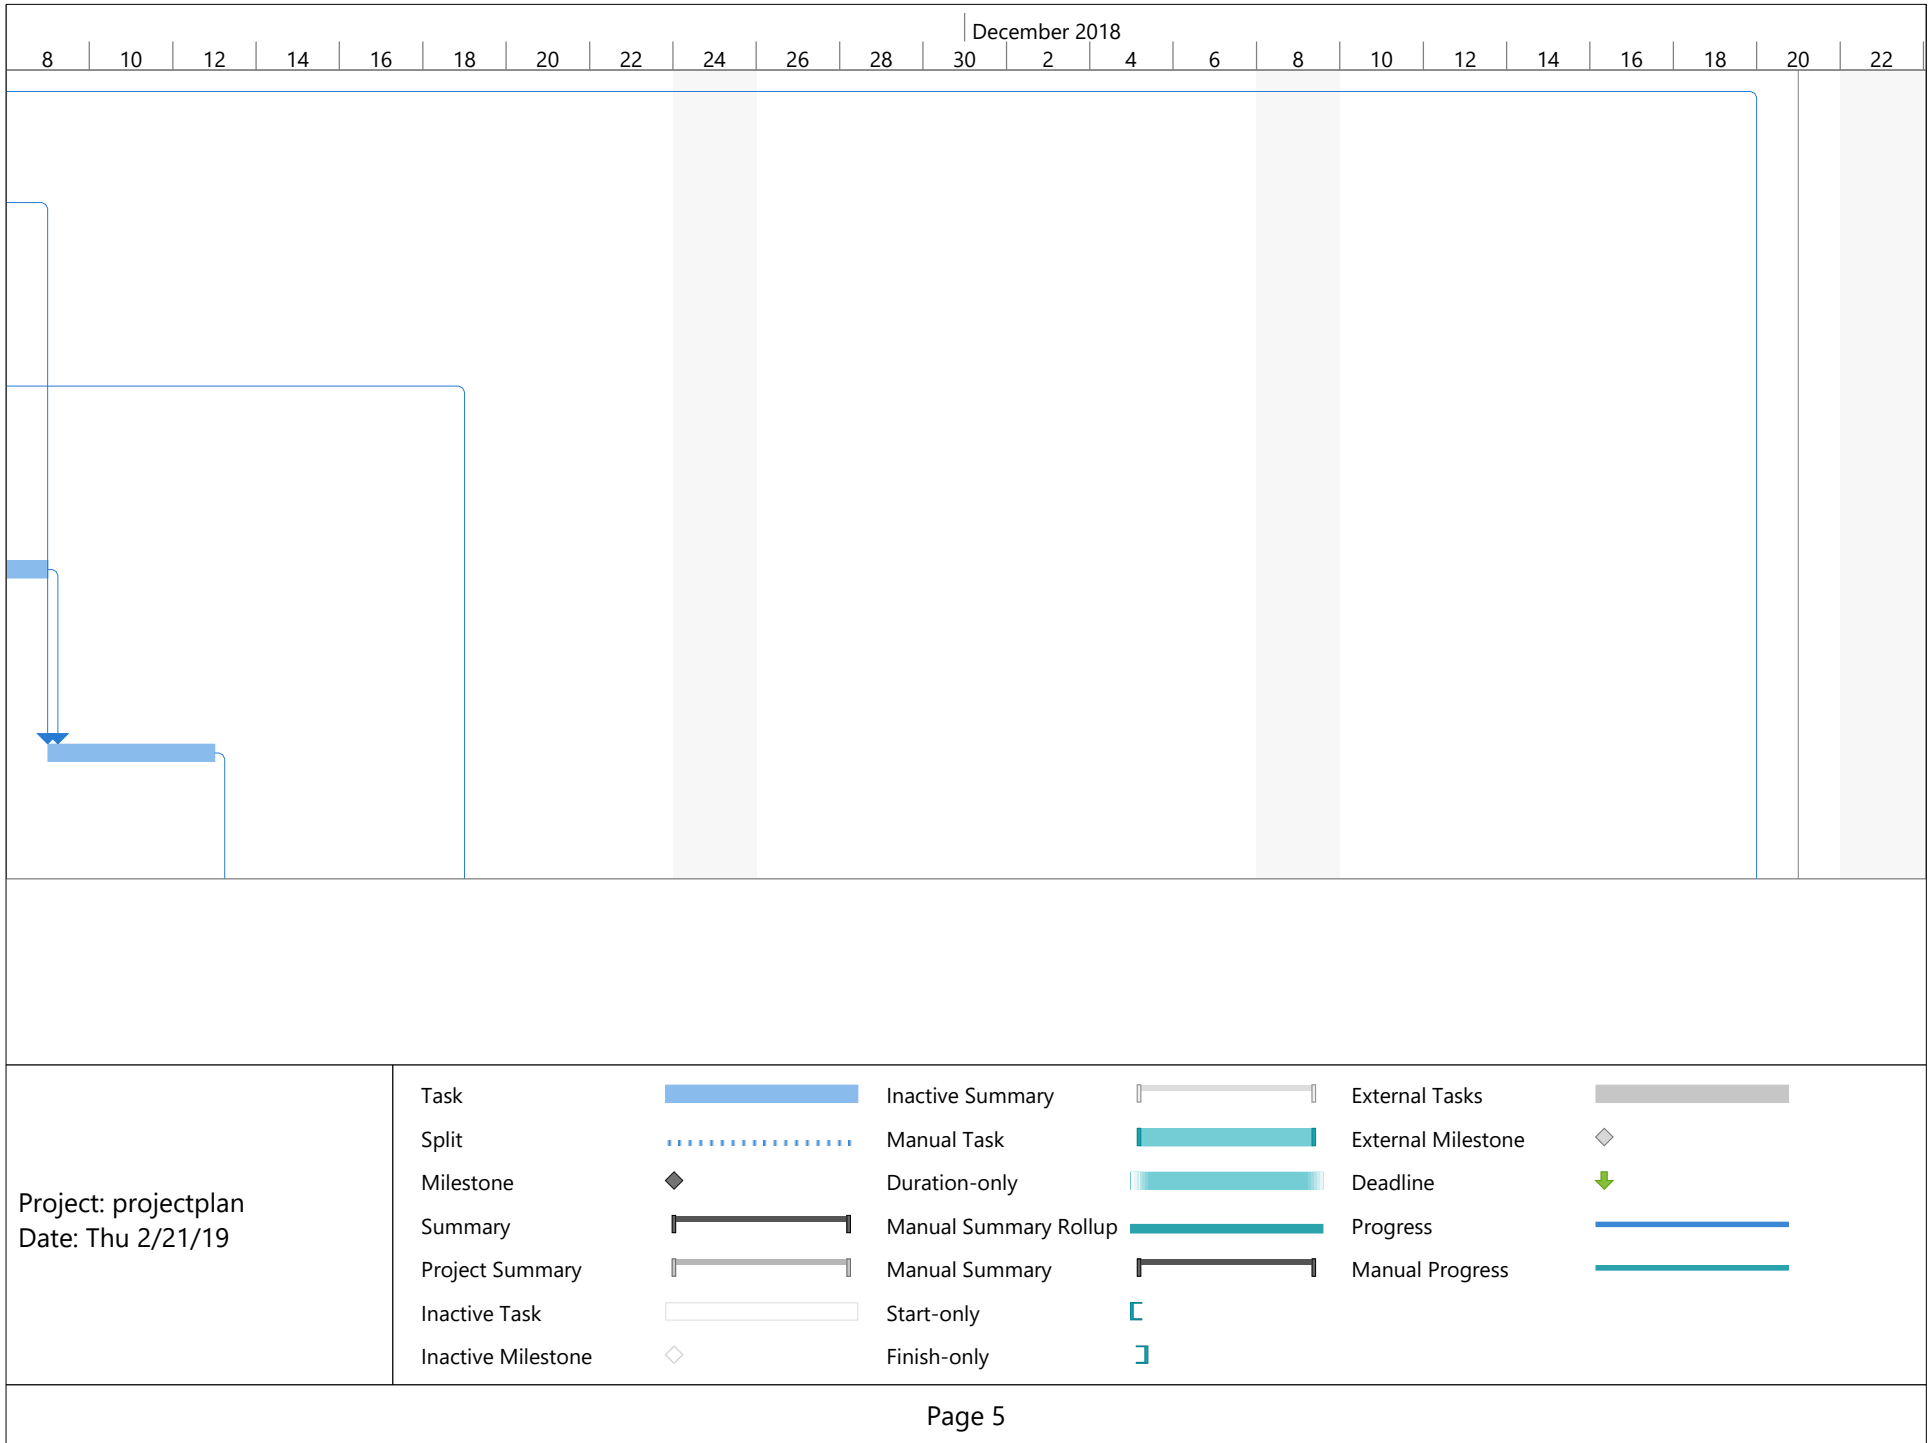 December 2018
8 10 12 14 16 18 20 22 24 26 28 30 2 4 6 8 10 12 14 16 18 20 22
Project: projectplan
Date: Thu 2/21/19
Task
Split
Milestone
Summary
Project Summary
Inactive Task
Inactive Milestone
Inactive Summary
Manual Task
Duration-only
Manual Summary Rollup
Manual Summary
Start-only
Finish-only
External Tasks
External Milestone
Deadline
Progress
Manual Progress
Page 5